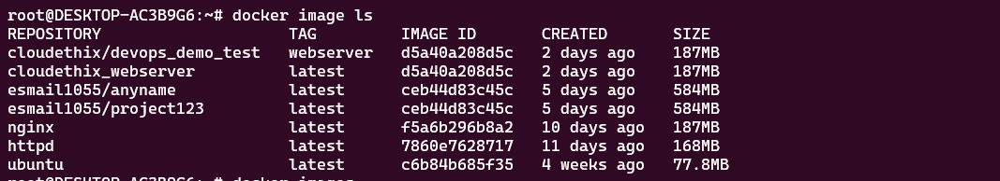 root@DESKTOP-AC3B9G6:~# docker image ls
REPOSITORY TAG IMAGE ID CREATED SIZE
cloudethix/devops_demo_test webserver d5a40a208d5c 2 days ago 187MB
cloudethix_webserver latest d5a40a208d5c 2 days ago 187MB
esmail1055/anyname latest ceb44d83c45c 5 days ago 584MB
esmail1055/project123 latest ceb44d83c45c 5 days ago 584MB
nginx latest f5a6b296b8a2 10 days ago 187MB
httpd latest 7860e7628717 11 days ago 168MB
ubuntu latest c6b84b685f35 4 weeks ago 77.8MB
root@DESKTOP-AC3B9G6:~# docker images